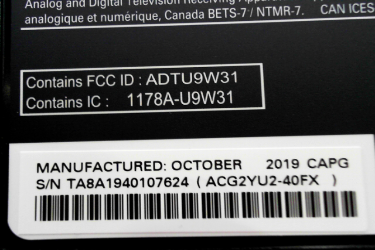 Analog and Digital Television Receiving Apparatus
analogique et numérique, Canada BETS-7 / NTMR-7. CAN ICES
Contains FCC ID : ADTU9W31
Contains IC : 1178A-U9W31
MANUFACTURED: OCTOBER 2019 CAPG
S/N TA8A1940107624 ( ACG2YU2-40FX )